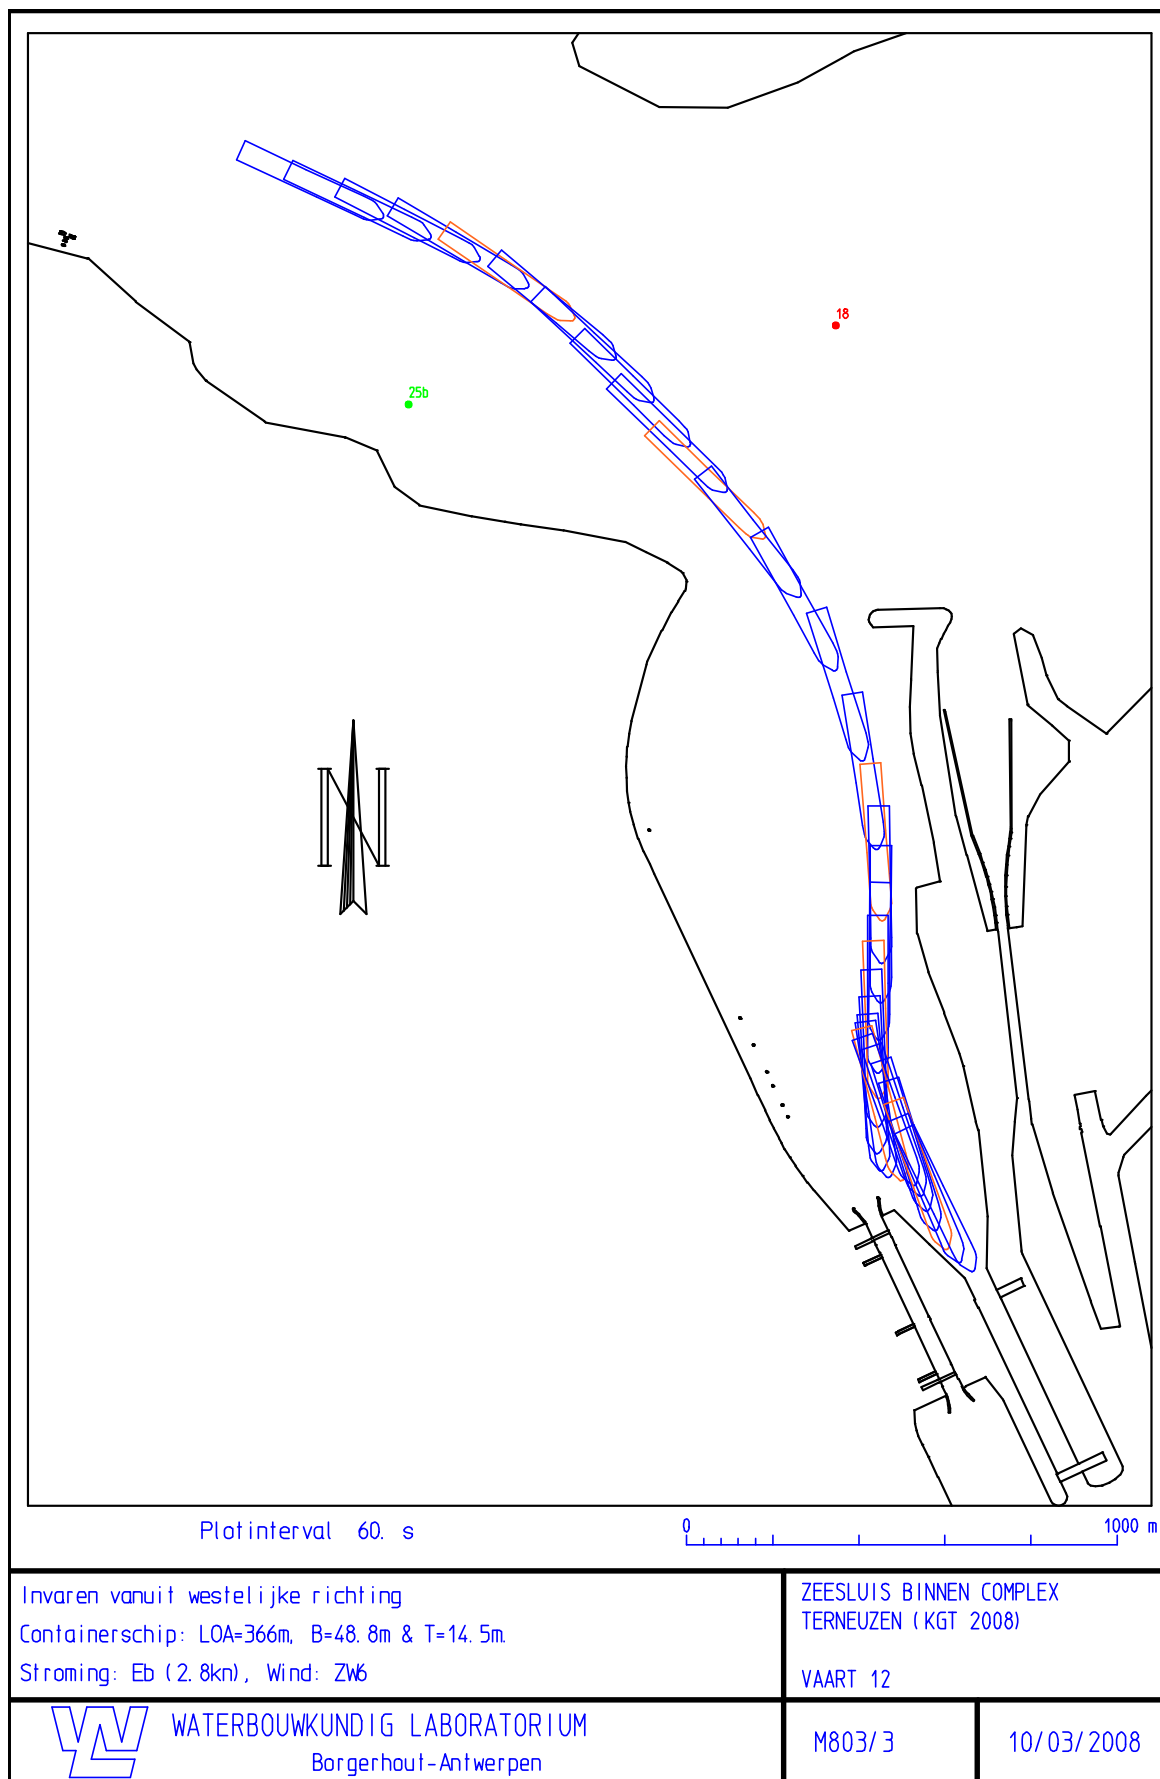 18
25b
N
Plotinterval 60. s
0 1000 m
Invaren vanuit westelijke richting
Containerschip: LOA=366m, B=48.8m & T=14.5m.
Stroming: Eb (2.8kn), Wind: ZW6
ZEESLUIS BINNEN COMPLEX
TERNEUZEN (KGT 2008)
VAART 12
WL
WATERBOUWKUNDIG LABORATORIUM
Borgerhout-Antwerpen
M803/3
10/03/2008